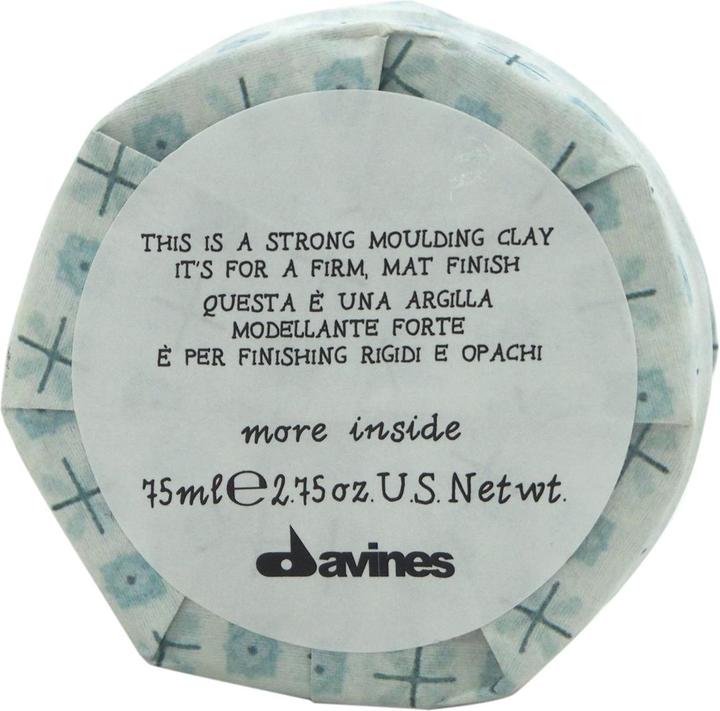 THIS IS A STRONG MOULDING CLAY
IT'S FOR A FIRM, MAT FINISH
QUESTA È UNA ARGILLA
MODELLANTE FORTE
È PER FINISHING RIGIDI E OPACHI
more inside
75ml℮2.75oz.U.S. Netwt.
davines